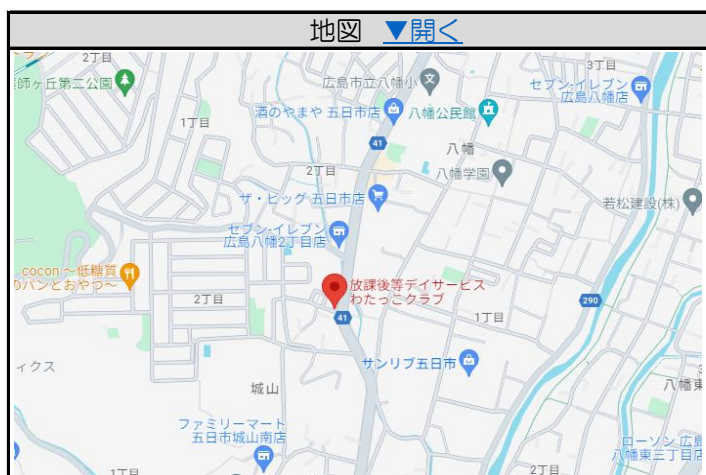 地図 ▼開く
2丁目
師ヶ丘第二公園
広島市立八幡小
3丁目
セブン-イレブン
広島八幡店
酒のやまや 五日市店
八幡公民館
1丁目
41
八幡
2丁目
八幡学園
ザ・ビッグ 五日市店
若松建設(株)
セブン-イレブン
広島八幡2丁目店
cocon～低糖質
のパンとおやつ～
放課後等デイサービス
わたっこクラブ
2丁目
290
41
1丁目
サンリブ五日市
ィクス
城山
八幡東
ファミリーマート
五日市城山南店
ローソン 広島
八幡東三丁目店
1丁目
2丁目